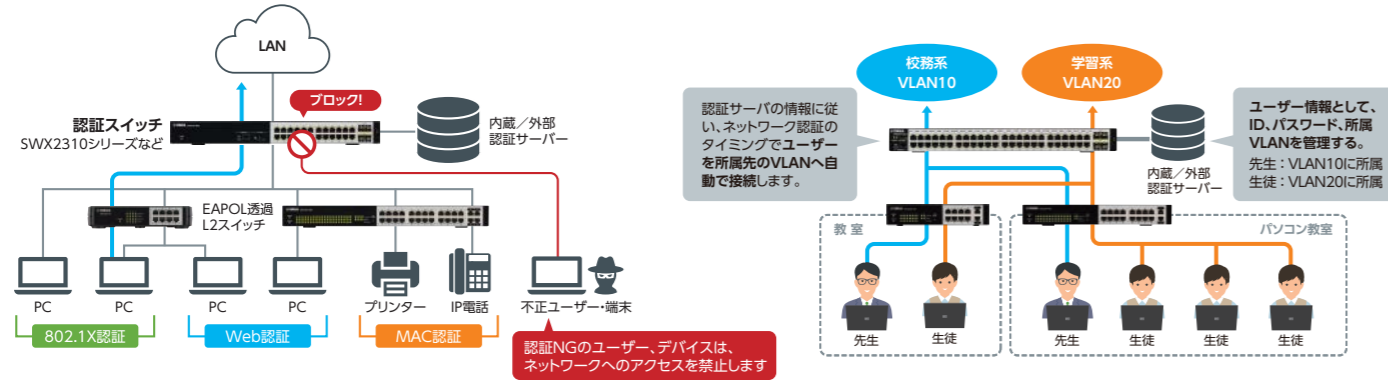 LAN
ブロック!
認証スイッチ
SWX2310シリーズなど
内蔵／外部
認証サーバー
EAPOL透過
L2スイッチ
PC
PC
PC
PC
プリンター
IP電話
不正ユーザー・端末
802.1X認証
Web認証
MAC認証
認証NGのユーザー、デバイスは、
ネットワークへのアクセスを禁止します
校務系
VLAN10
学習系
VLAN20
認証サーバの情報に従
い、ネットワーク認証の
タイミングでユーザー
を所属先のVLANへ自
動で接続します。
内蔵／外部
認証サーバー
ユーザー情報として、
ID、パスワード、所属
VLANを管理する。
先生：VLAN10に所属
生徒：VLAN20に所属
教室
パソコン教室
先生
生徒
先生
生徒
生徒
生徒